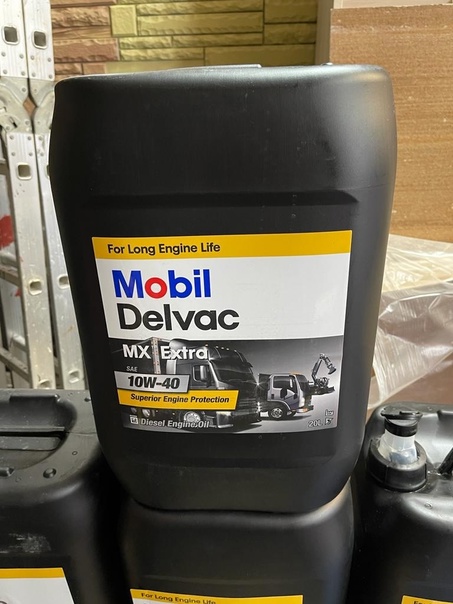 For Long Engine Life
Mobil
Delvac
MX Extra
SAE
10W-40
Superior Engine Protection
Diesel Engine Oil
20L
For Long Engine Life